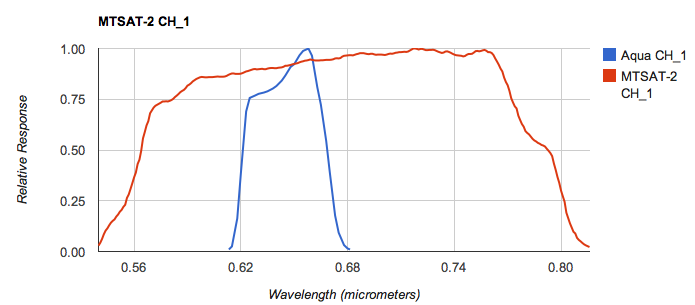 MTSAT-2 CH_1
Relative Response
1.00
0.75
0.50
0.25
0.00
0.56
0.62
0.68
0.74
0.80
Wavelength (micrometers)
Aqua CH_1
MTSAT-2
CH_1